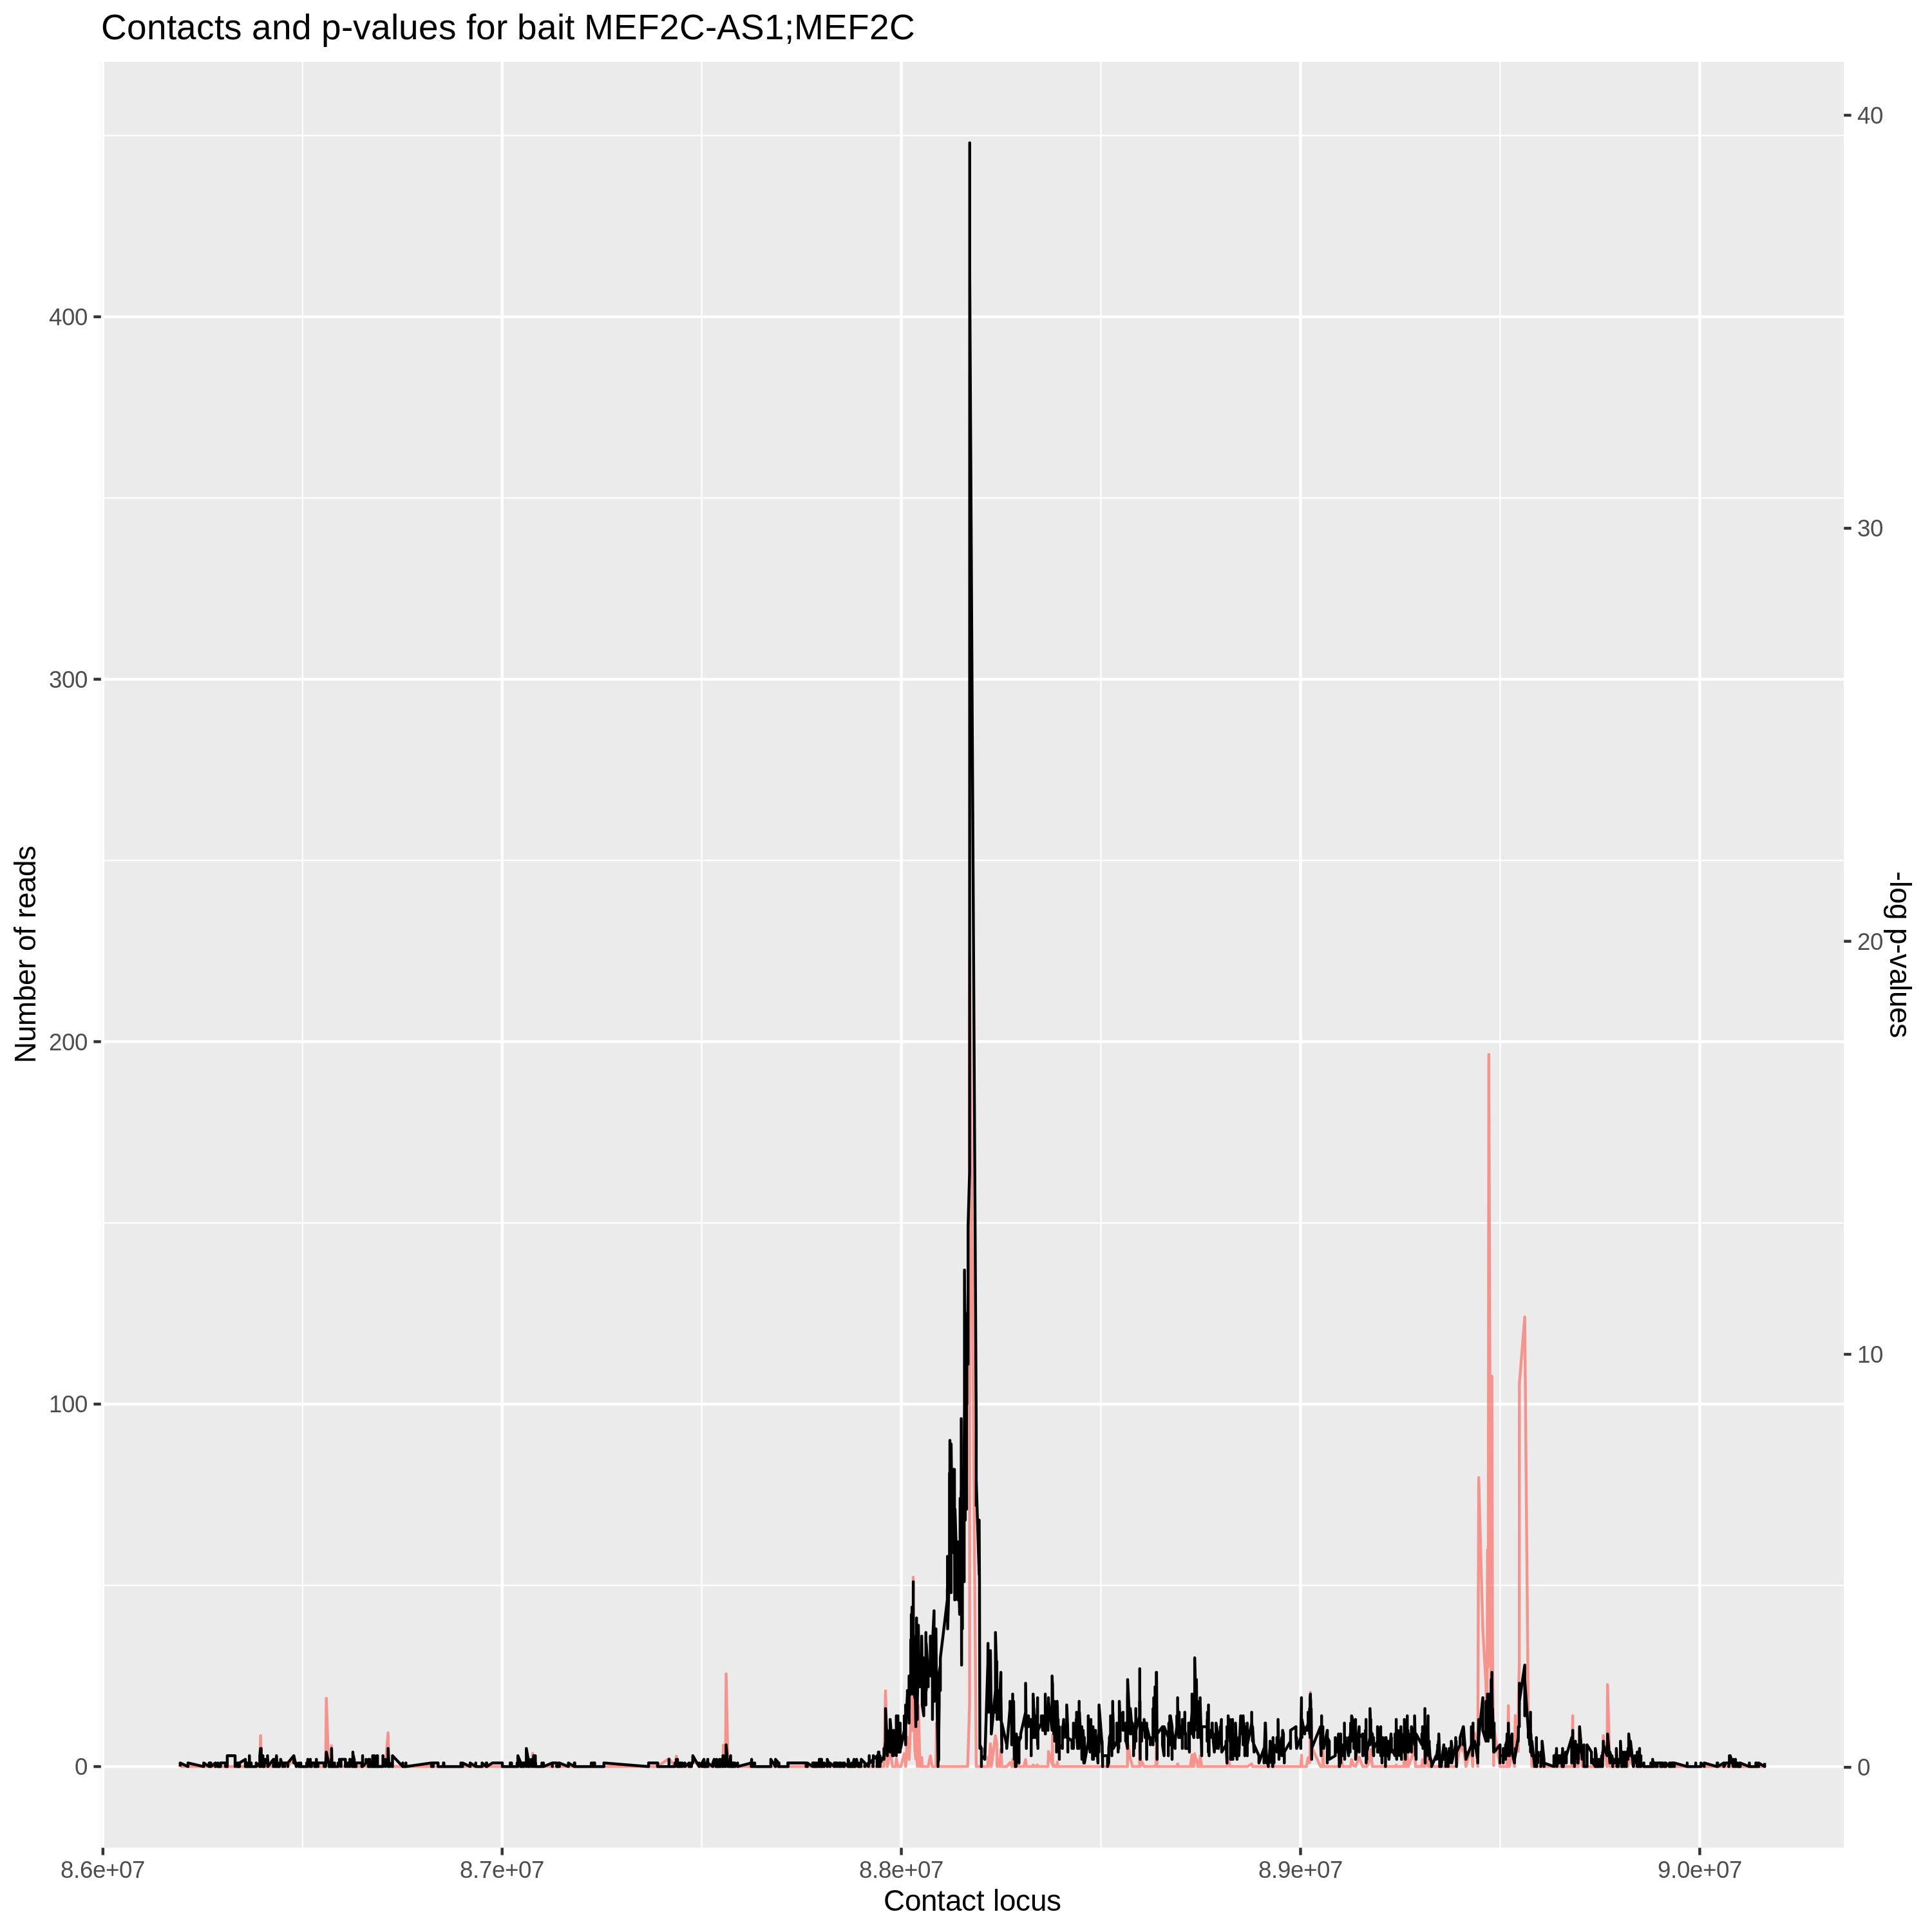 Contacts and p-values for bait MEF2C-AS1;MEF2C
40
400
30
300
Number of reads
-log p-values
20
200
10
100
0
0
8.6e+07
8.7e+07
8.8e+07
8.9e+07
9.0e+07
Contact locus